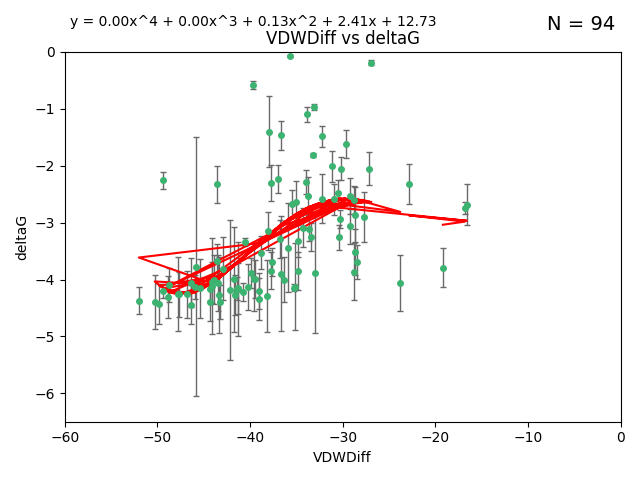 y = 0.00x^4 + 0.00x^3 + 0.13x^2 + 2.41x + 12.73
N = 94
VDWDiff vs deltaG
0
−1
−2
−3
−4
−5
−6
deltaG
−60 −50 −40 −30 −20 −10 0
VDWDiff